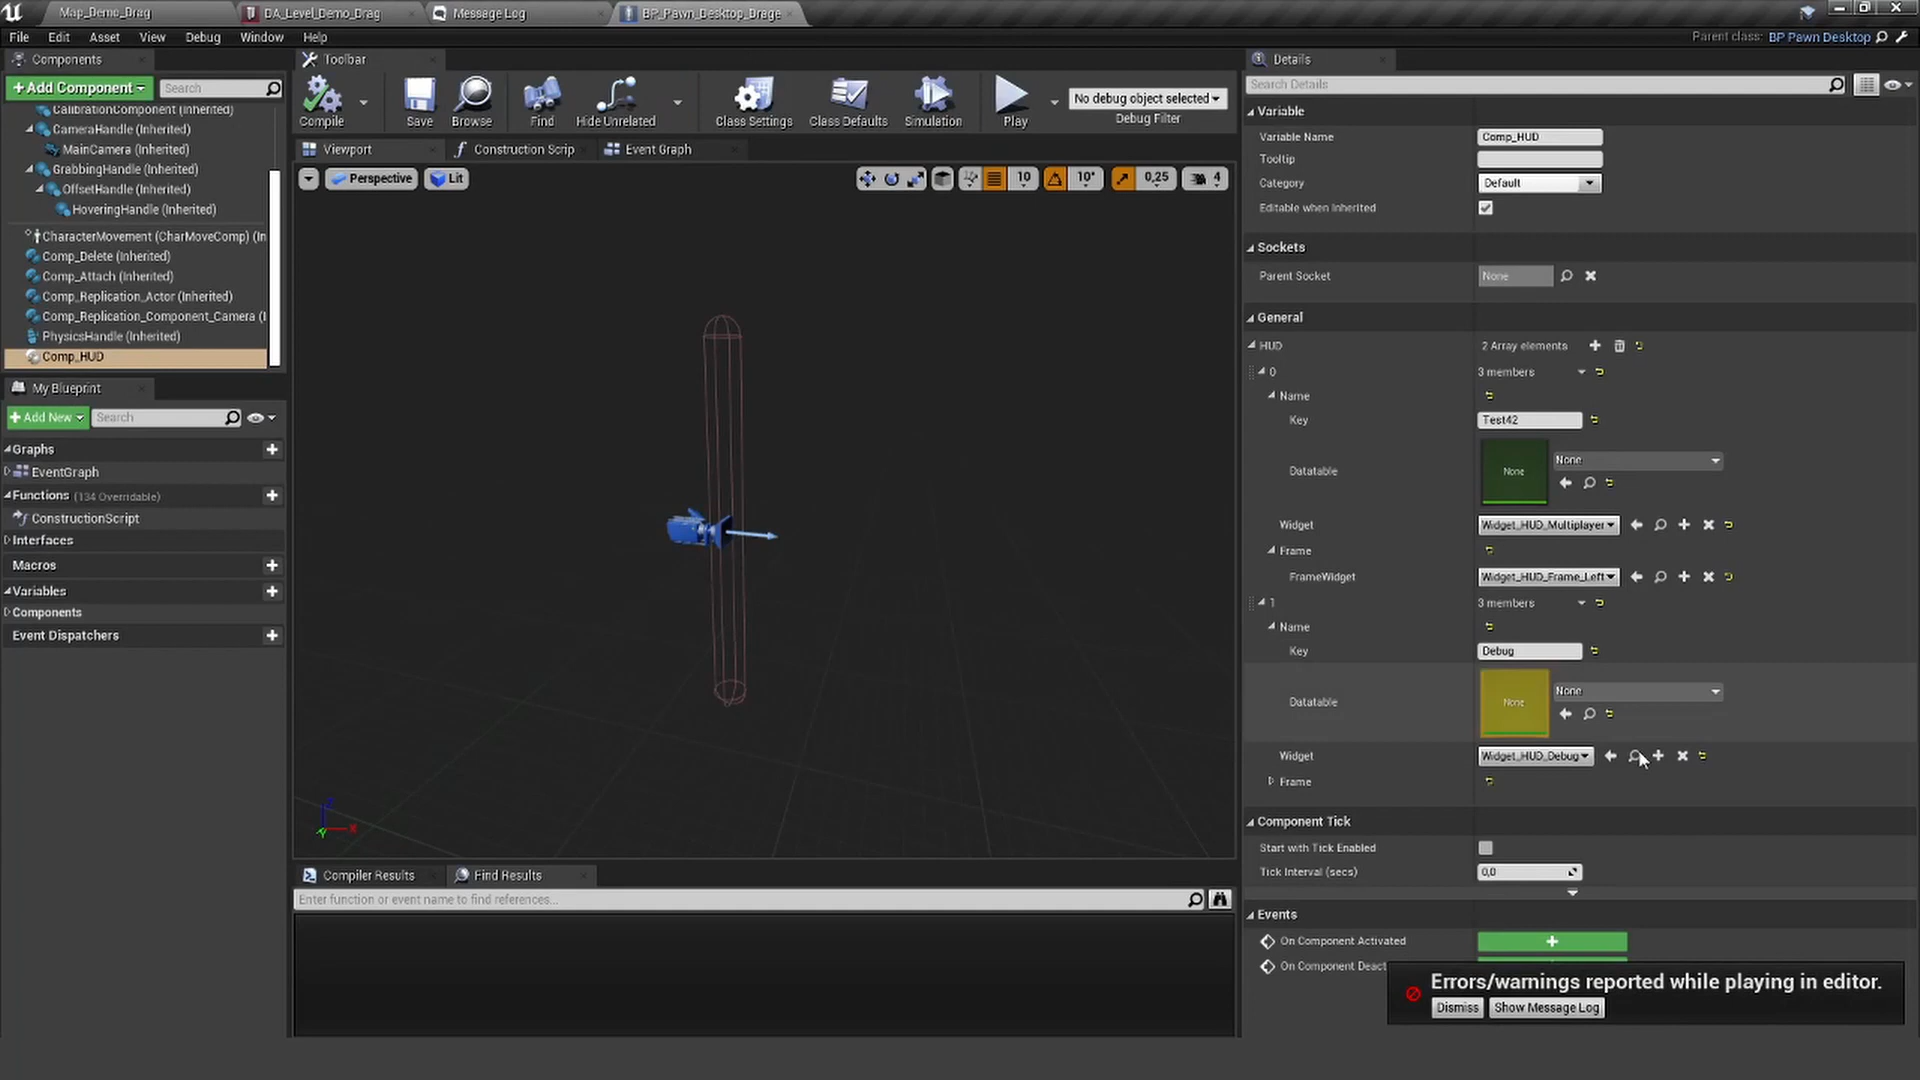 Map_Demo_Drag
DA_Level_Demo_Drag
Message Log
BP_Pawn_Desktop_Drage
File Edit Asset View Debug Window Help
Parent class: BP Pawn Desktop
Components
Toolbar
Details
+Add Component
Search
Search Details
CalibrationComponent (Inherited)
CameraHandle (Inherited)
MainCamera (Inherited)
GrabbingHandle (Inherited)
OffsetHandle (Inherited)
HoveringHandle (Inherited)
CharacterMovement (CharMoveComp) (In
Comp_Delete (Inherited)
Comp_Attach (Inherited)
Comp_Replication_Actor (Inherited)
Comp_Replication_Component_Camera (I
PhysicsHandle (Inherited)
Comp_HUD
My Blueprint
+Add New
Search
Graphs
EventGraph
Functions (134 Overridable)
ConstructionScript
Interfaces
Macros
Variables
Components
Event Dispatchers
Compile
Save
Browse
Find
Hide Unrelated
Class Settings
Class Defaults
Simulation
Play
No debug object selected
Debug Filter
Viewport
Construction Scrip
Event Graph
Perspective
Lit
10
10°
0,25
4
X
Compiler Results
Find Results
Enter function or event name to find references...
Variable
Variable Name Comp_HUD
Tooltip
Category Default
Editable when Inherited
Sockets
Parent Socket None
General
HUD 2 Array elements
0 3 members
Name
Key Test42
Datatable None None
Widget Widget_HUD_Multiplayer
Frame
FrameWidget Widget_HUD_Frame_Left
1 3 members
Name
Key Debug
Datatable None None
Widget Widget_HUD_Debug
Frame
Component Tick
Start with Tick Enabled
Tick Interval (secs) 0,0
Events
On Component Activated
On Component Deact
Errors/warnings reported while playing in editor.
Dismiss Show Message Log